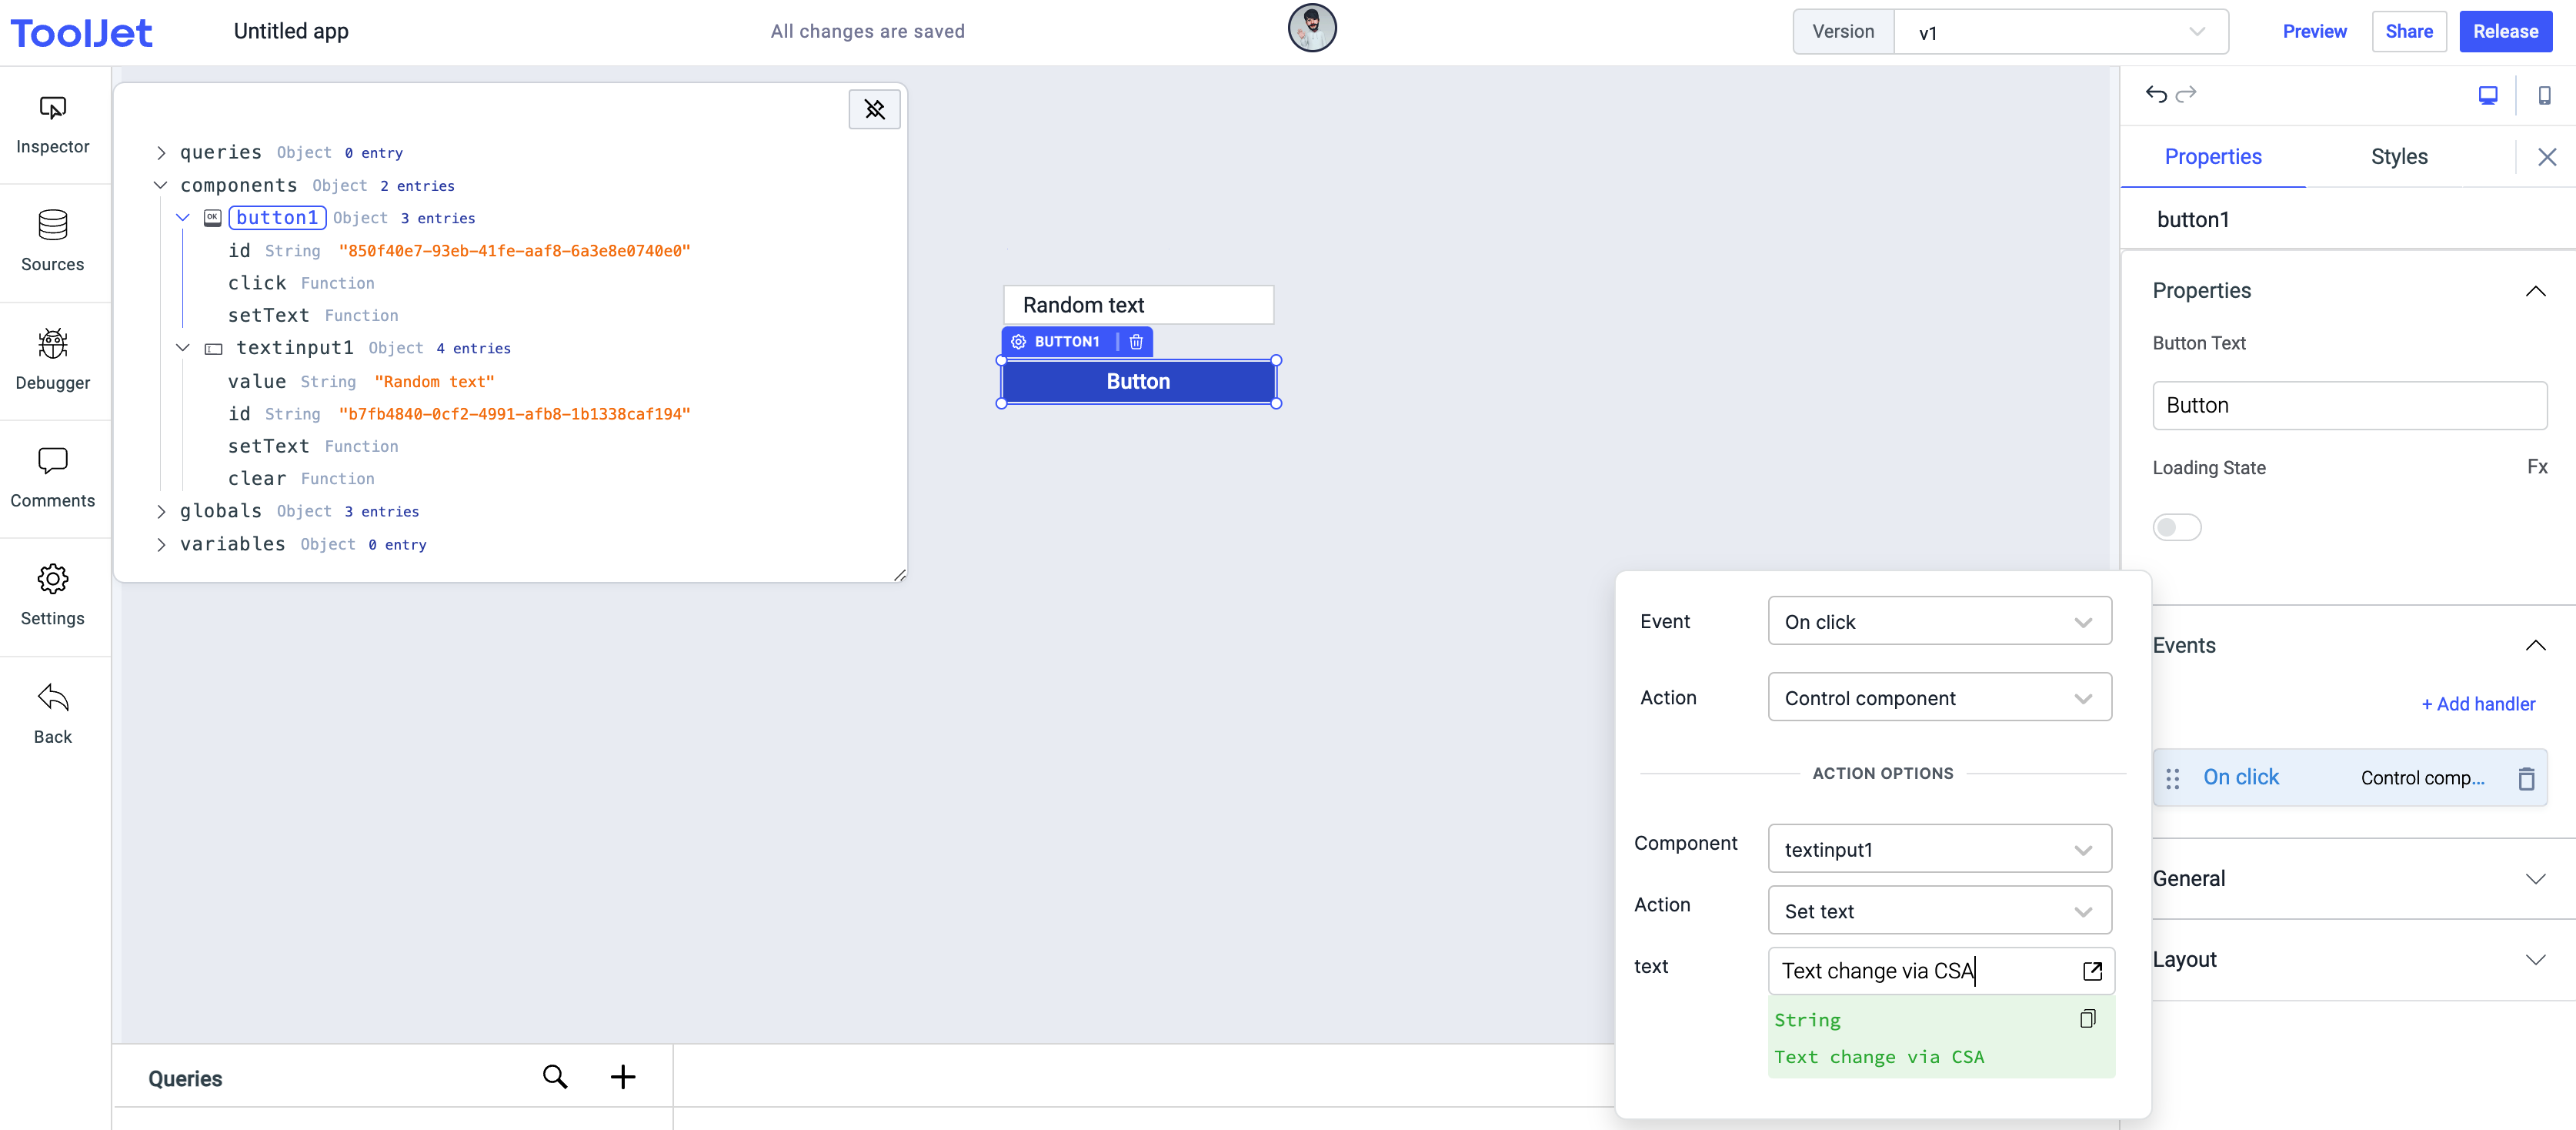 ToolJet
Untitled app
All changes are saved
Version
v1
Preview
Share
Release
Inspector
Sources
Debugger
Comments
Settings
Back
queries Object 0 entry
components Object 2 entries
OK button1 Object 3 entries
id String "850f40e7-93eb-41fe-aaf8-6a3e8e0740e0"
click Function
setText Function
textinput1 Object 4 entries
value String "Random text"
id String "b7fb4840-0cf2-4991-afb8-1b1338caf194"
setText Function
clear Function
globals Object 3 entries
variables Object 0 entry
Random text
BUTTON1
Button
Queries
Event
On click
Action
Control component
ACTION OPTIONS
Component
textinput1
Action
Set text
text
Text change via CSA
String
Text change via CSA
Properties
Styles
button1
Properties
Button Text
Button
Loading State
Fx
Events
+ Add handler
On click
Control comp...
General
Layout